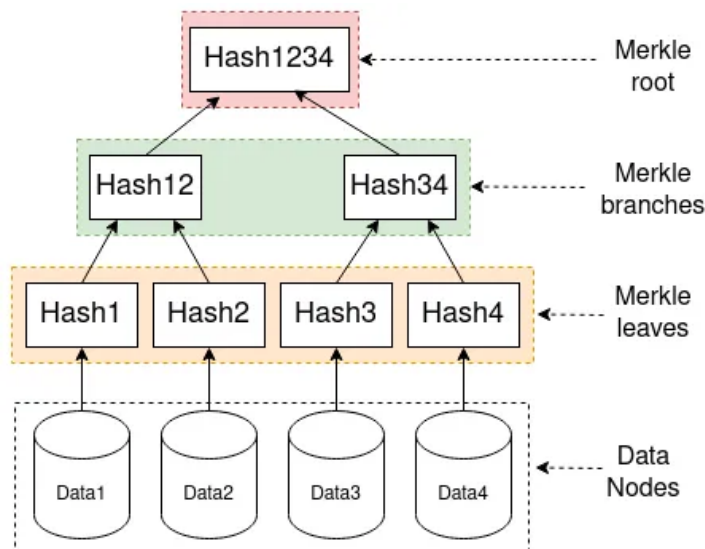 Hash1234
Merkle
root
Hash12
Hash34
Merkle
branches
Hash1
Hash2
Hash3
Hash4
Merkle
leaves
Data1
Data2
Data3
Data4
Data
Nodes